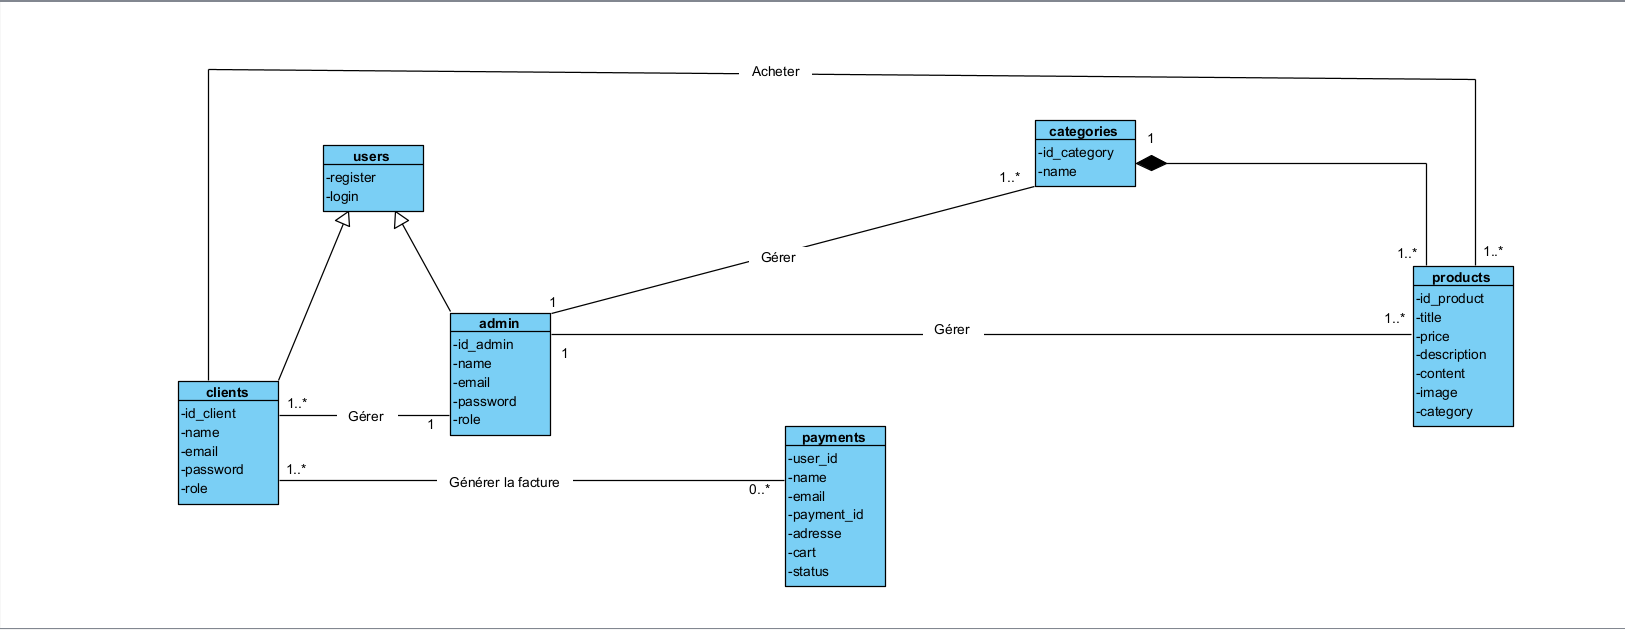 Acheter
categories
-id_category
-name
1
1..*
users
-register
-login
Gérer
1..*
1..*
products
-id_product
-title
-price
-description
-content
-image
-category
1
admin
-id_admin
-name
-email
-password
-role
1
Gérer
1..*
clients
-id_client
-name
-email
-password
-role
1..*
Gérer
1
1..*
Générer la facture
0..*
payments
-user_id
-name
-email
-payment_id
-adresse
-cart
-status